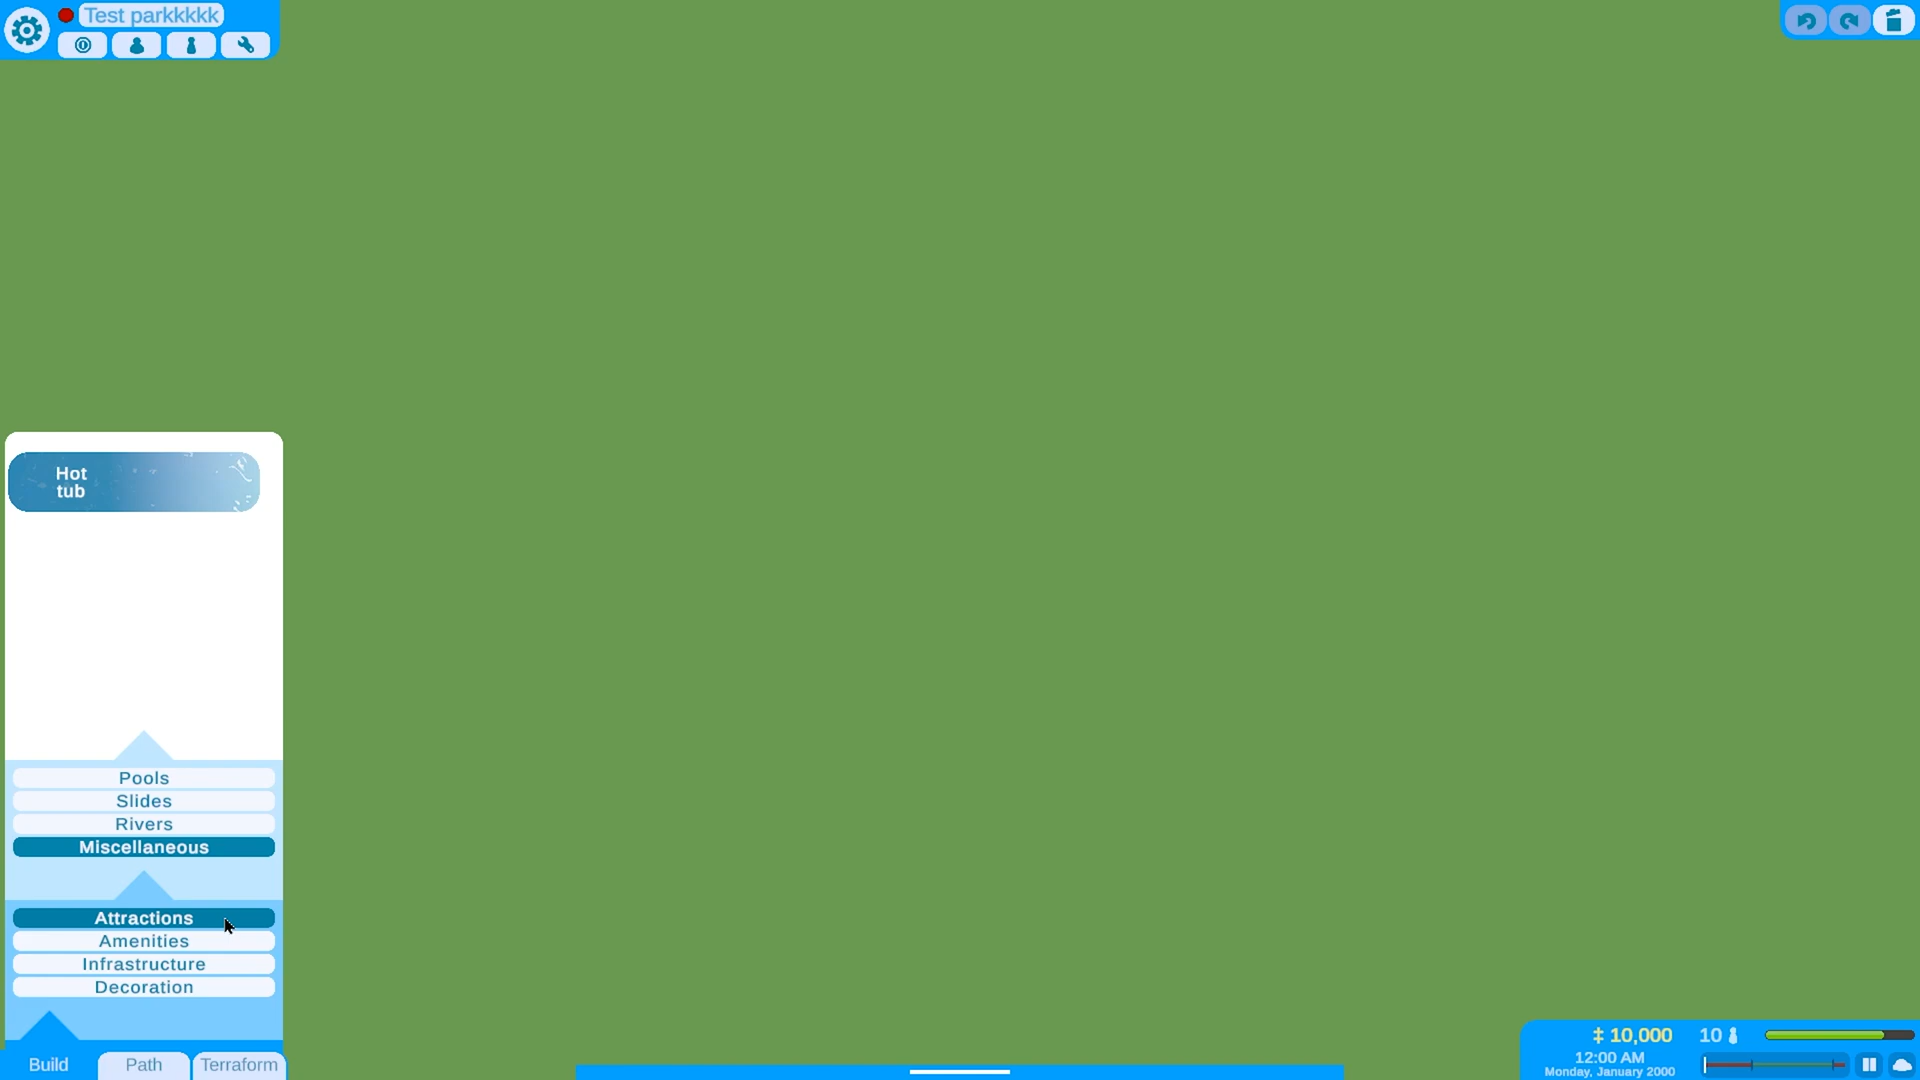 Test parkkkkk
Hot
tub
Pools
Slides
Rivers
Miscellaneous
Attractions
Amenities
Infrastructure
Decoration
Build
Path
Terraform
‡ 10,000
10
12:00 AM
Monday, January 2000